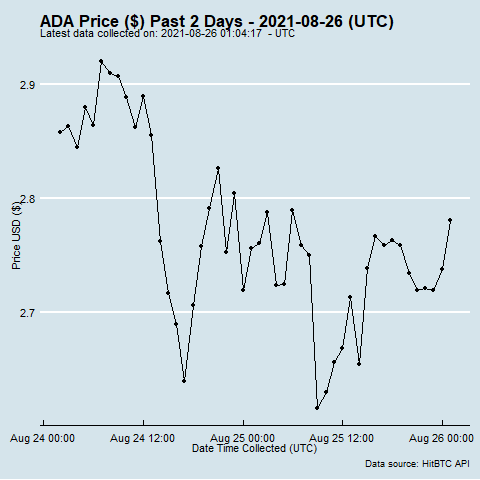 ADA Price ($) Past 2 Days - 2021-08-26 (UTC)
Latest data collected on: 2021-08-26 01:04:17  - UTC
2.9
2.8
2.7
Price USD ($)
Aug 24 00:00 Aug 24 12:00 Aug 25 00:00 Aug 25 12:00 Aug 26 00:00
Date Time Collected (UTC)
Data source: HitBTC API